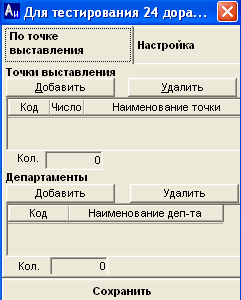 Аи Для тестирования 24 дора...
По точке выставления
Настройка
Точки выставления
Добавить Удалить
Код Число Наименование точки
Кол. 0
Департаменты
Добавить Удалить
Код Наименование деп-та
Кол. 0
Сохранить